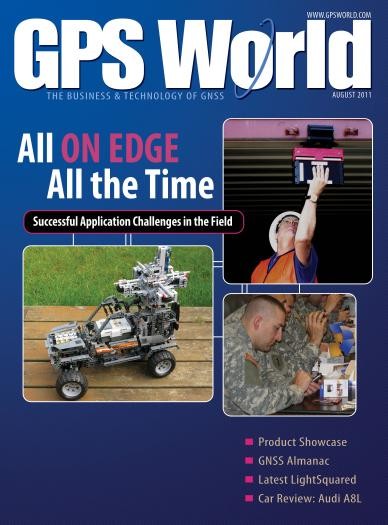 WWW.GPSWORLD.COM
GPS World
THE BUSINESS & TECHNOLOGY OF GNSS
AUGUST 2011
All ON EDGE
All the Time
Successful Application Challenges in the Field
Product Showcase
GNSS Almanac
Latest LightSquared
Car Review: Audi A8L